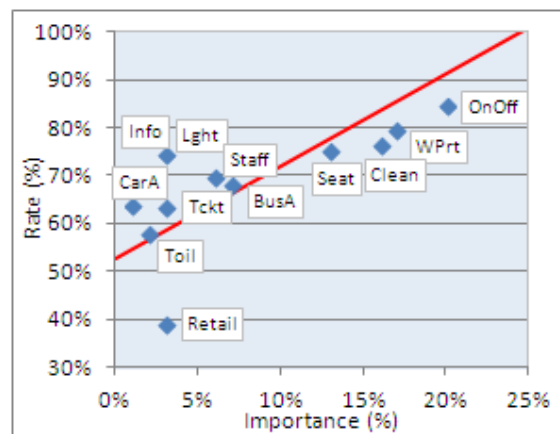 100%
90%
80%
70%
60%
50%
40%
30%
Rate (%)
OnOff
Info
Lght
Staff
WPrt
CarA
Seat
Clean
Tckt
BusA
Toil
Retail
0%
5%
10%
15%
20%
25%
Importance (%)